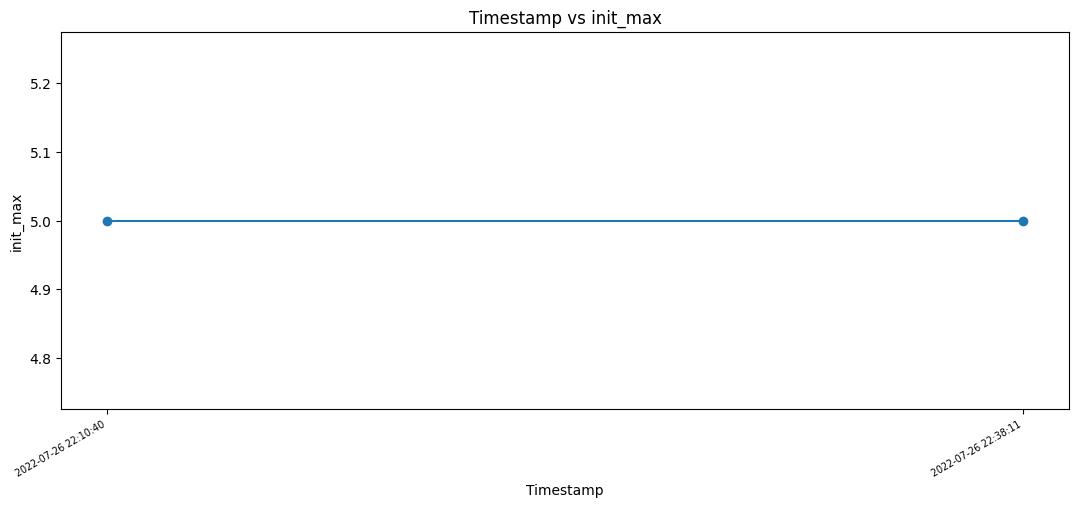 Timestamp vs init_max
init_max
5.2
5.1
5.0
4.9
4.8
2022-07-26 22:10:40
2022-07-26 22:38:11
Timestamp